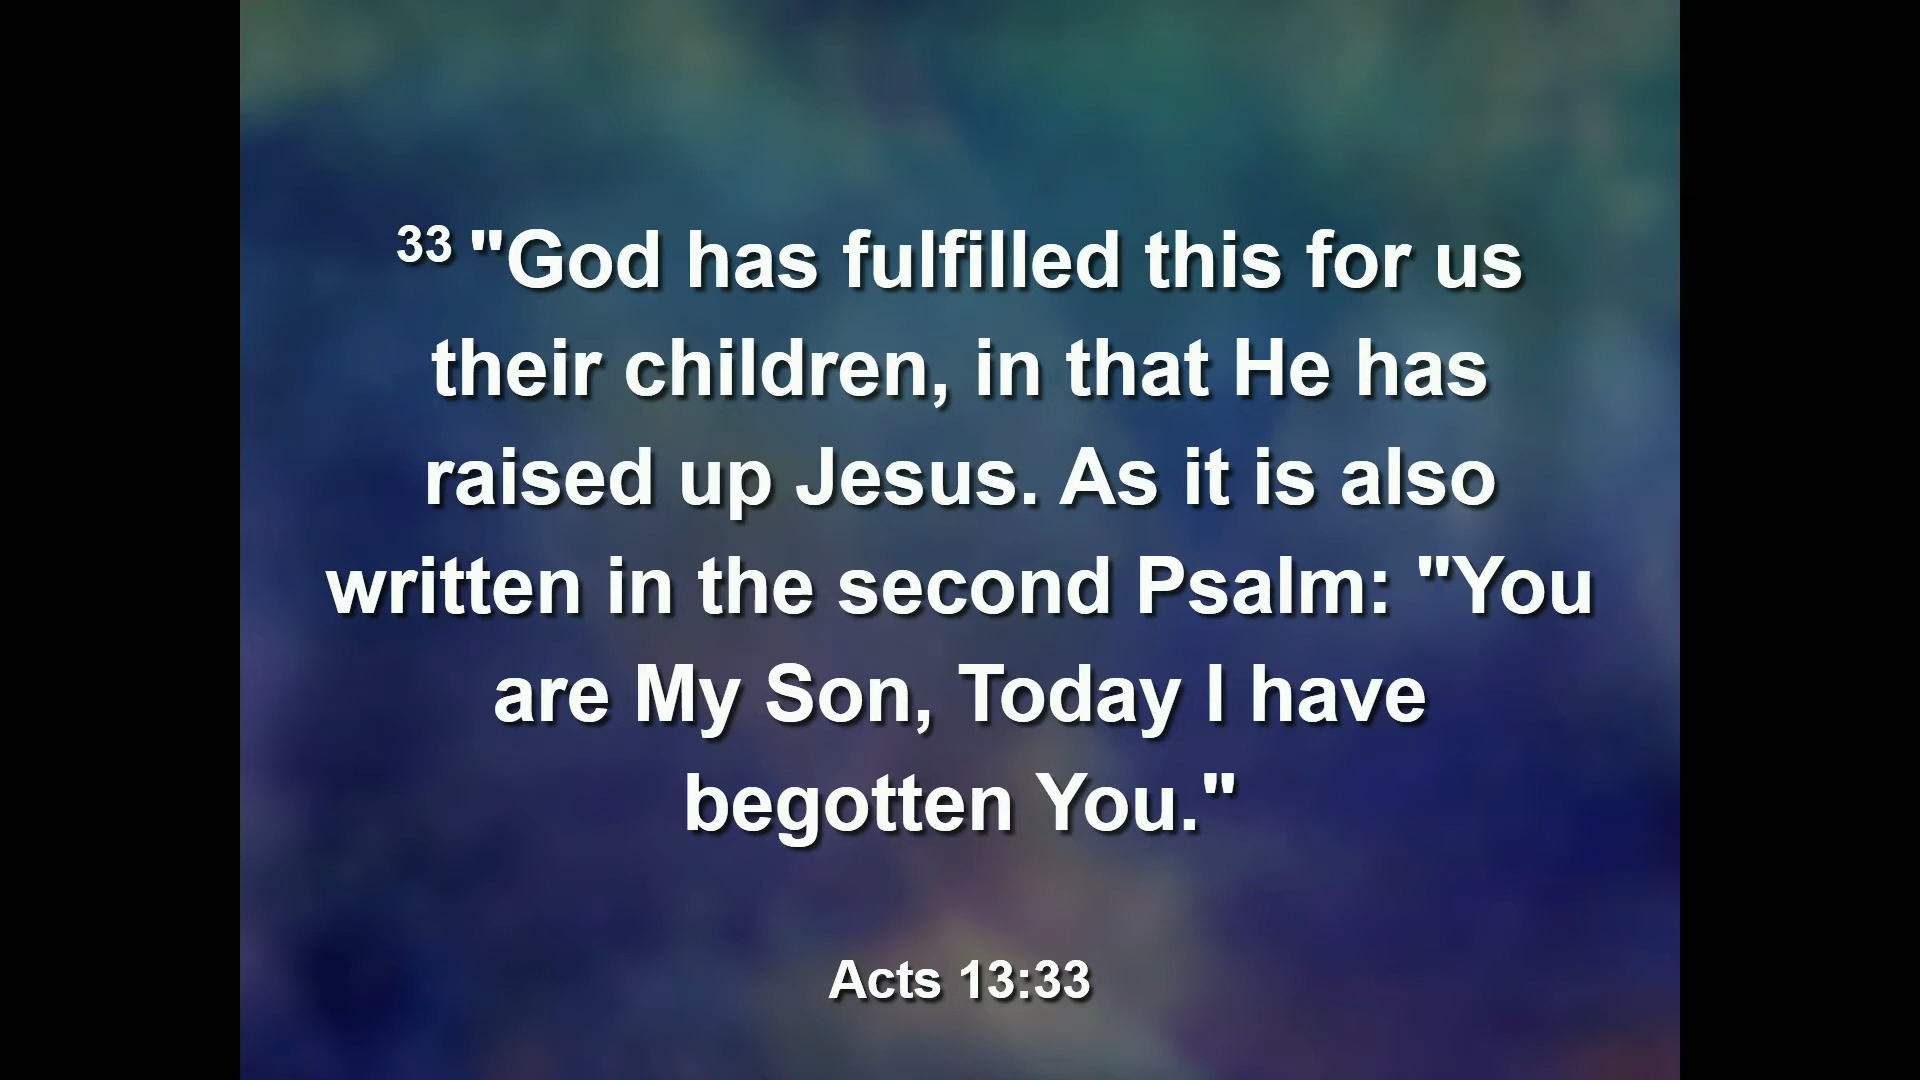 33 "God has fulfilled this for us
their children, in that He has
raised up Jesus. As it is also
written in the second Psalm: "You
are My Son, Today I have
begotten You."
Acts 13:33